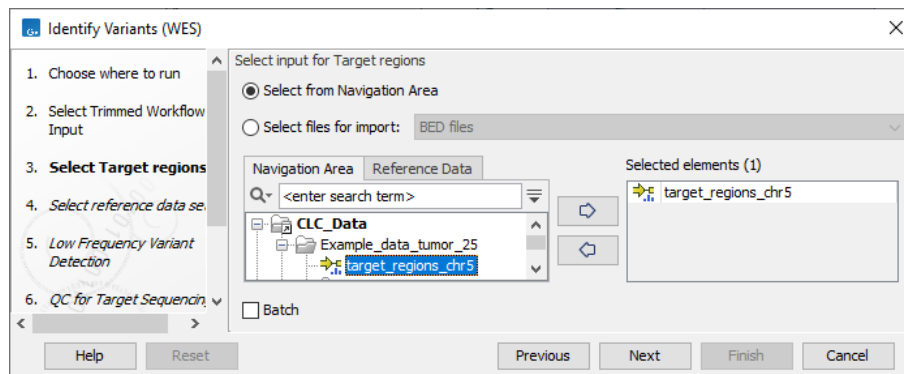 Identify Variants (WES)
1. Choose where to run
2. Select Trimmed Workflow
Input
3. Select Target regions
4. Select reference data se
5. Low Frequency Variant
Detection
6. QC for Target Sequencing
Select input for Target regions
Select from Navigation Area
Select files for import: BED files
Navigation Area Reference Data
<enter search term>
CLC_Data
Example_data_tumor_25
target_regions_chr5
Batch
Selected elements (1)
target_regions_chr5
Help Reset Previous Next Finish Cancel